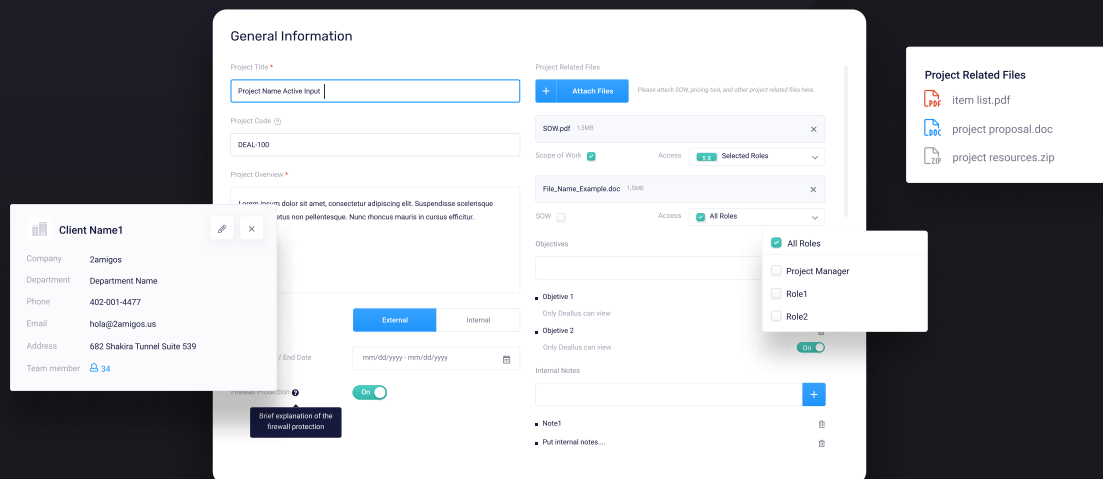 General Information
Project Title *
Project Name Active Input
Project Code ?
DEAL-100
Project Overview *
Lorem ipsum dolor sit amet, consectetur adipiscing elit. Suspendisse scelerisque
etus non pellentesque. Nunc rhoncus mauris in cursus efficitur.
External
Internal
/ End Date
mm/dd/yyyy - mm/dd/yyyy
Firewall Protection ?
On
Brief explanation of the
firewall protection
Client Name1
Company 2amigos
Department Department Name
Phone 402-001-4477
Email hola@2amigos.us
Address 682 Shakira Tunnel Suite 539
Team member 34
Project Related Files
+ Attach Files
Please attach SOW, pricing tool, and other project related files here.
SOW.pdf 1,5MB
Scope of Work
Access
5 X Selected Roles
File_Name_Example.doc 1,5MB
SOW
Access
All Roles
Objectives
Objetive 1
Only Deallus can view
Objetive 2
Only Deallus can view
On
Internal Notes
+
Note1
Put internal notes....
All Roles
Project Manager
Role1
Role2
Project Related Files
PDF item list.pdf
DOC project proposal.doc
ZIP project resources.zip